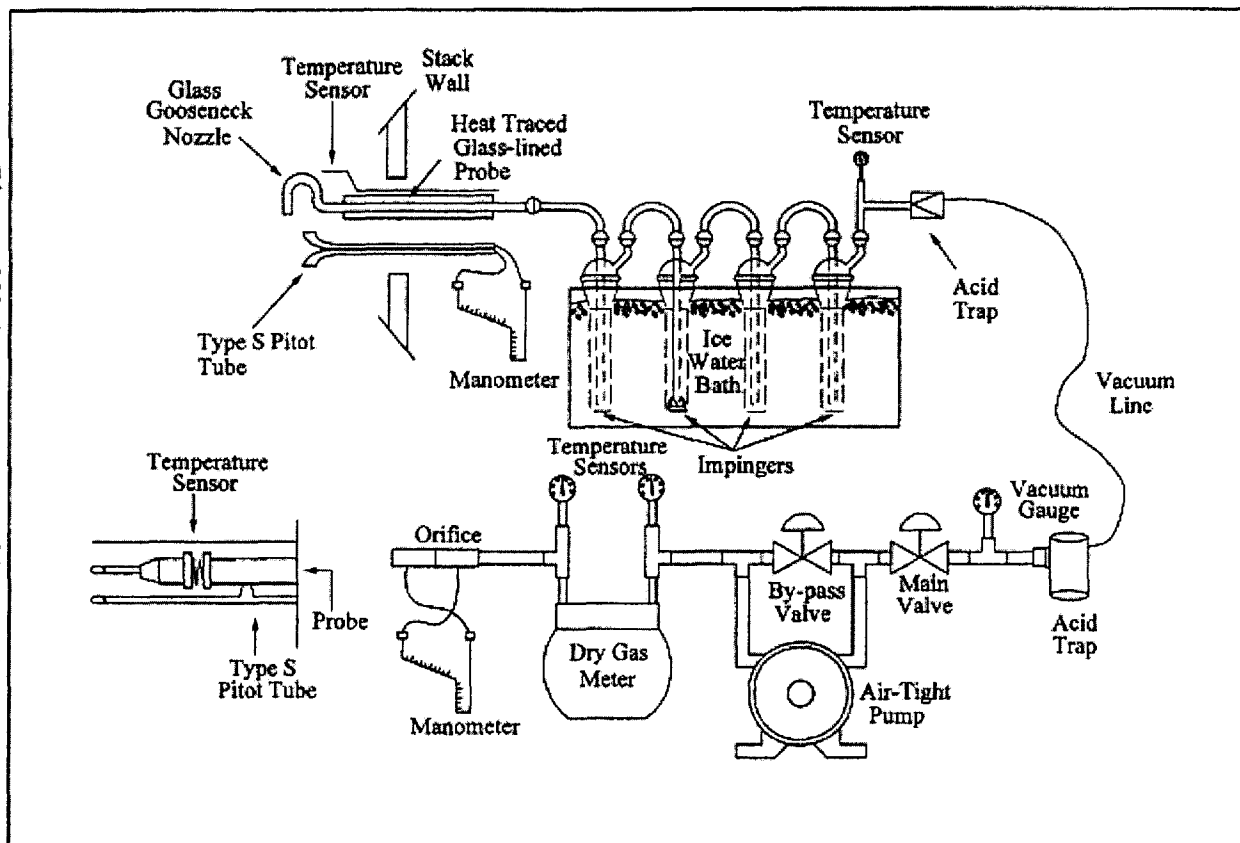 Glass
Gooseneck
Nozzle
Temperature
Sensor
Stack
Wall
Heat Traced
Glass-lined
Probe
Temperature
Sensor
Acid
Trap
Type S Pitot
Tube
Manometer
Ice
Water
Bath
Impingers
Vacuum
Line
Temperature
Sensor
Probe
Type S
Pitot Tube
Orifice
Manometer
Temperature
Sensors
Dry Gas
Meter
By-pass
Valve
Main
Valve
Vacuum
Gauge
Air-Tight
Pump
Acid
Trap